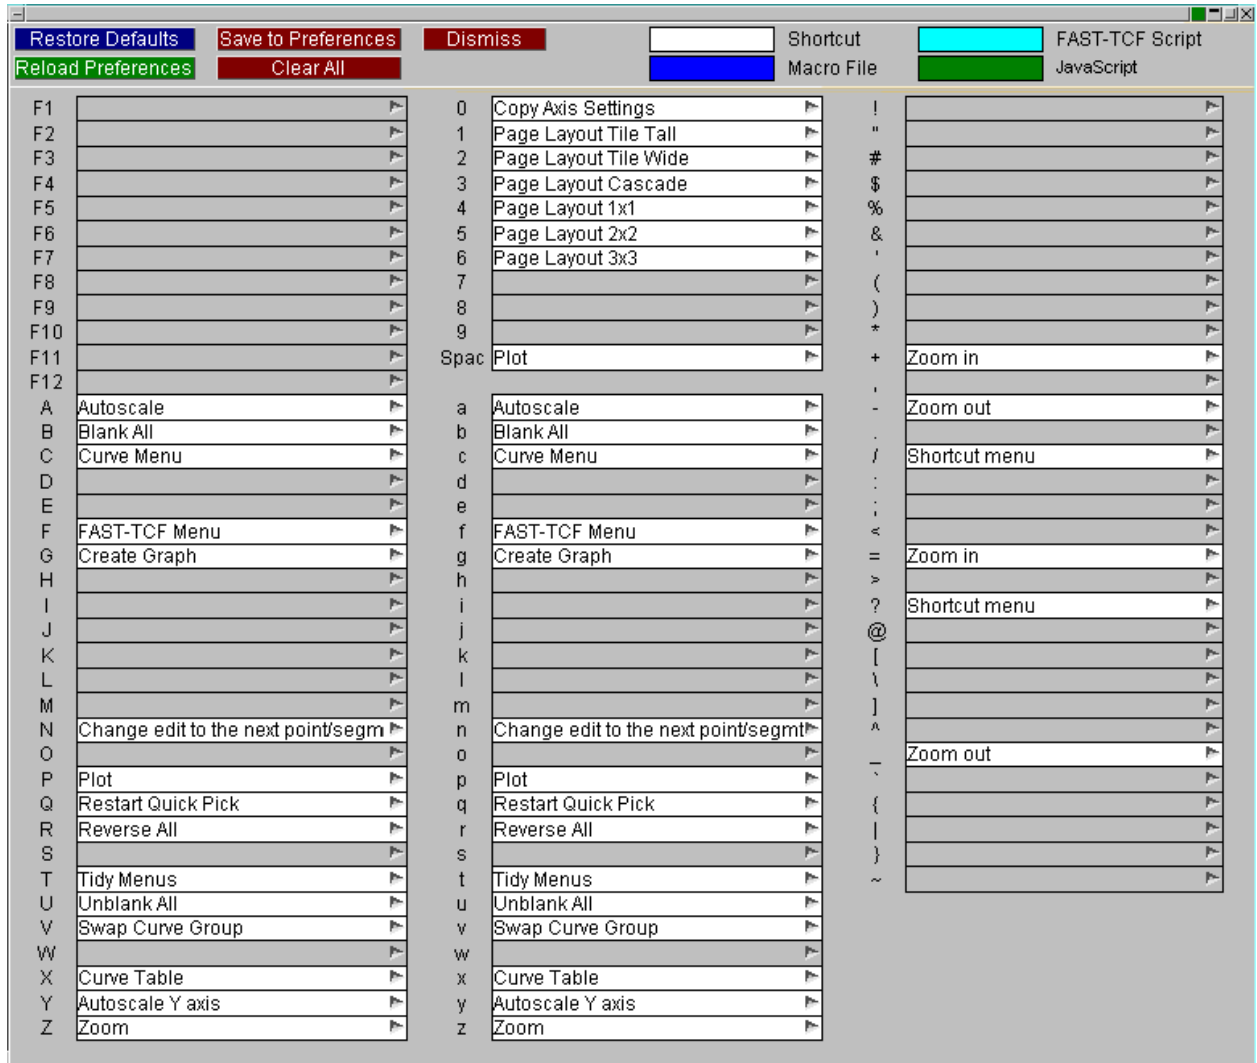 Restore Defaults Save to Preferences Dismiss Shortcut FAST-TCF Script
Reload Preferences Clear All Macro File JavaScript
F1 0 Copy Axis Settings !
F2 1 Page Layout Tile Tall "
F3 2 Page Layout Tile Wide #
F4 3 Page Layout Cascade $
F5 4 Page Layout 1x1 %
F6 5 Page Layout 2x2 &
F7 6 Page Layout 3x3 '
F8 7 (
F9 8 )
F10 9 *
F11 Spac Plot + Zoom in
F12 ,
A Autoscale a Autoscale - Zoom out
B Blank All b Blank All .
C Curve Menu c Curve Menu / Shortcut menu
D d :
E e ;
F FAST-TCF Menu f FAST-TCF Menu <
G Create Graph g Create Graph = Zoom in
H h >
I i ? Shortcut menu
J j @
K k [
L l \
M m ]
N Change edit to the next point/segm n Change edit to the next point/segmt ^
O o _ Zoom out
P Plot p Plot `
Q Restart Quick Pick q Restart Quick Pick {
R Reverse All r Reverse All |
S s }
T Tidy Menus t Tidy Menus ~
U Unblank All u Unblank All
V Swap Curve Group v Swap Curve Group
W w
X Curve Table x Curve Table
Y Autoscale Y axis y Autoscale Y axis
Z Zoom z Zoom